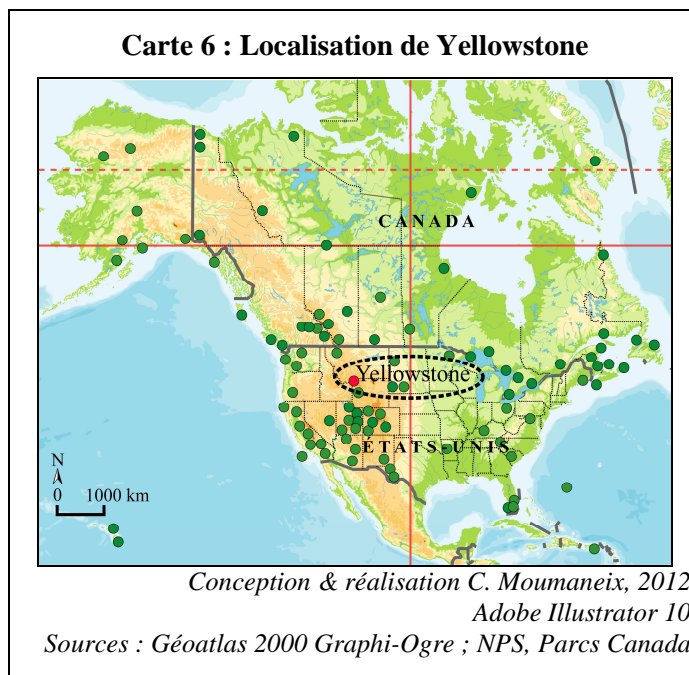 Carte 6 : Localisation de Yellowstone
CANADA
Yellowstone
ÉTATS-UNIS
N
0 1000 km
Conception & réalisation C. Moumaneix, 2012
Adobe Illustrator 10
Sources : Géoatlas 2000 Graphi-Ogre ; NPS, Parcs Canada